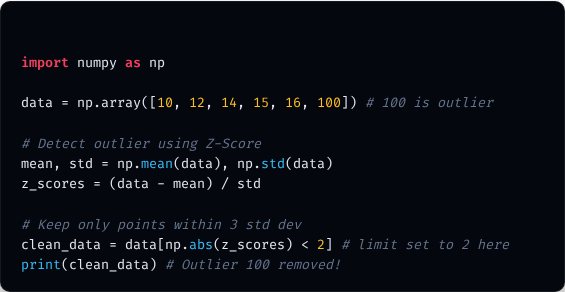 import numpy as np
data = np.array([10, 12, 14, 15, 16, 100]) # 100 is outlier
# Detect outlier using Z-Score
mean, std = np.mean(data), np.std(data)
z_scores = (data - mean) / std
# Keep only points within 3 std dev
clean_data = data[np.abs(z_scores) < 2] # limit set to 2 here
print(clean_data) # Outlier 100 removed!